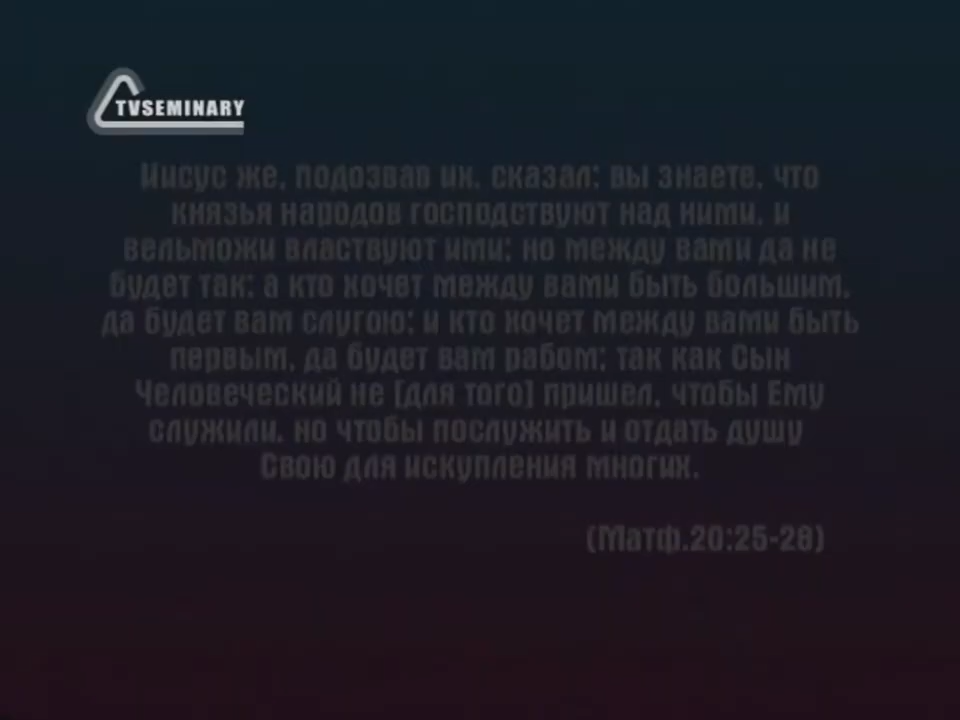 TVSEMINARY
Иисус же, подозвав их, сказал: вы знаете, что
князья народов господствуют над ними, и
вельможи властвуют ими; но между вами да не
будет так: а кто хочет между вами быть большим,
да будет вам слугою; и кто хочет между вами быть
первым, да будет вам рабом; так как Сын
Человеческий не [для того] пришел, чтобы Ему
служили, но чтобы послужить и отдать душу
Свою для искупления многих.
(Матф.20:25-28)